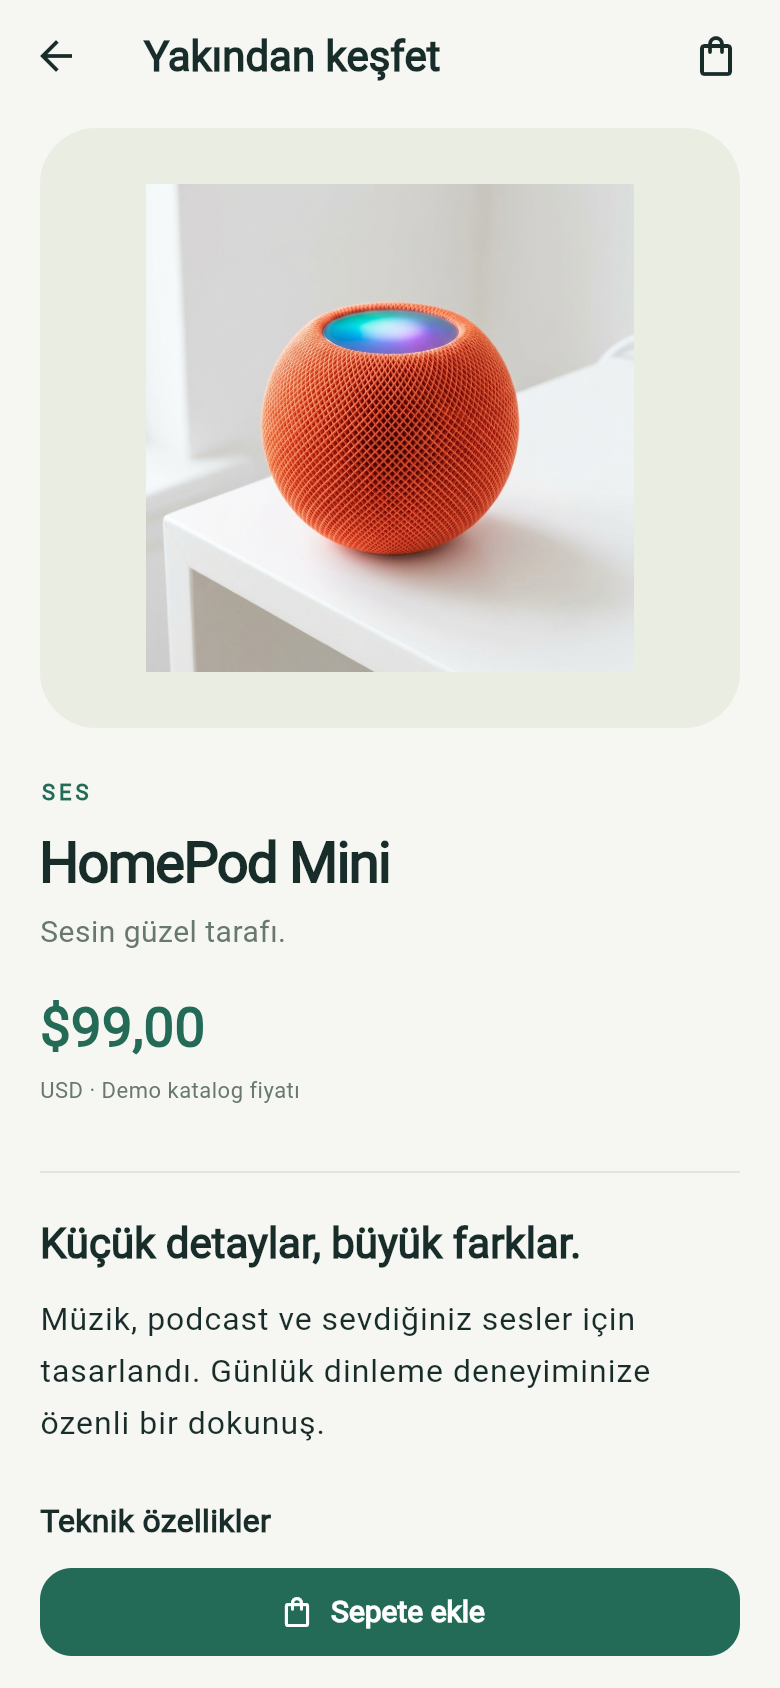 Yakından keşfet
SES
HomePod Mini
Sesin güzel tarafı.
$99,00
USD · Demo katalog fiyatı
Küçük detaylar, büyük farklar.
Müzik, podcast ve sevdiğiniz sesler için
tasarlandı. Günlük dinleme deneyiminize
özenli bir dokunuş.
Teknik özellikler
Sepete ekle